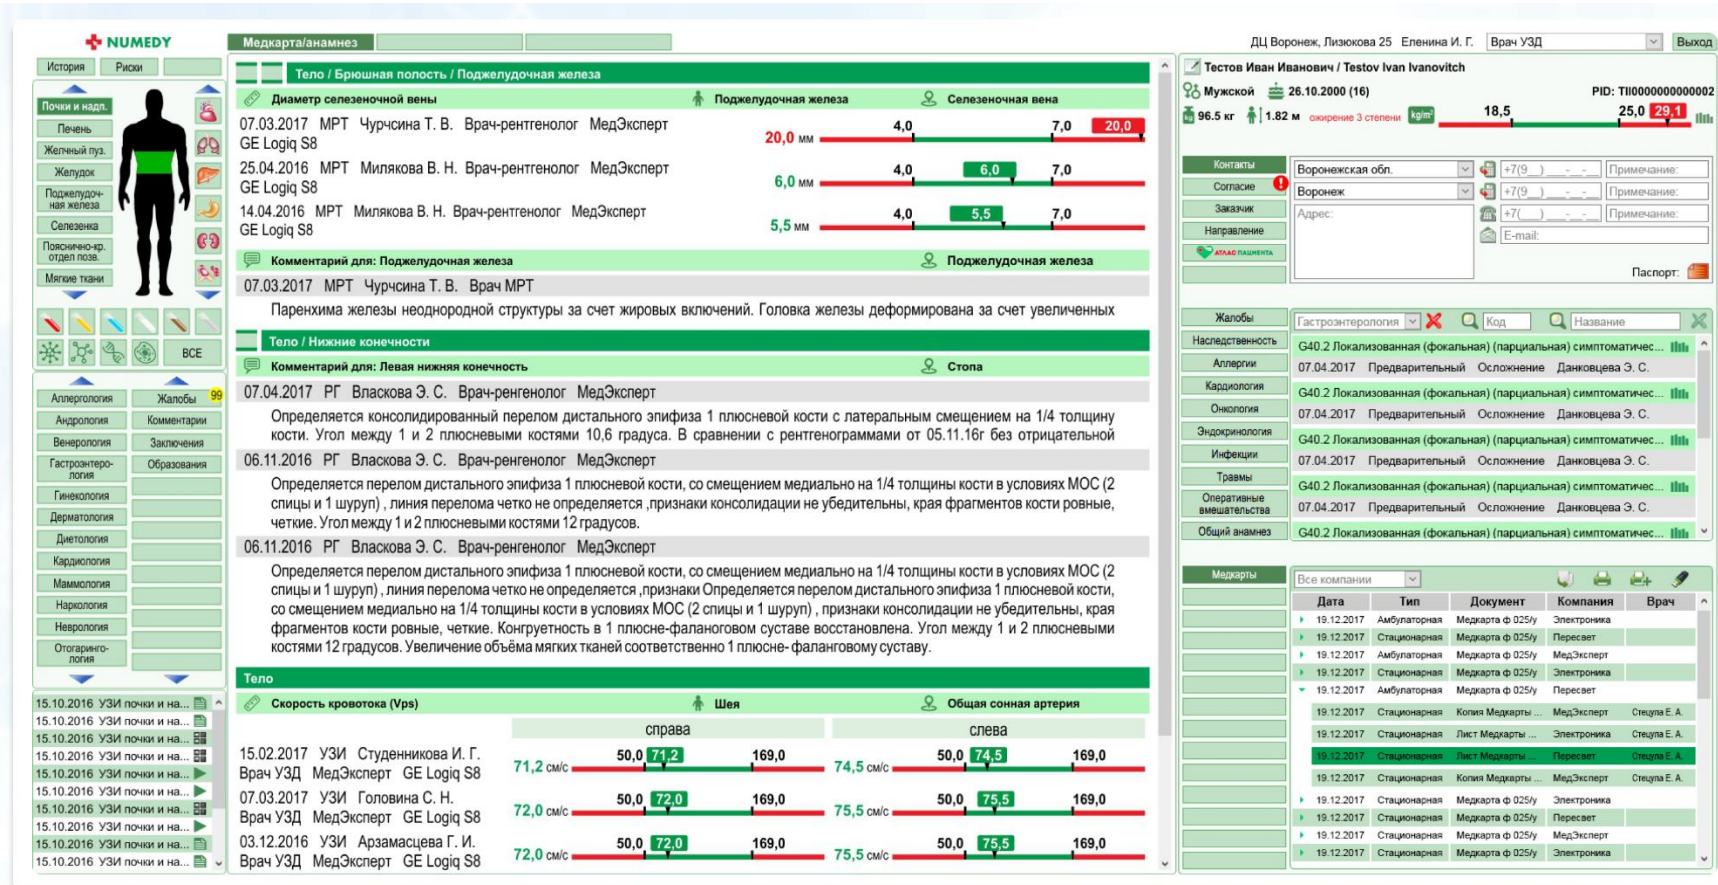 NUMEDY
Медкарта/анамнез
ДЦ Воронеж, Лизюкова 25 Еленина И. Г.
Врач УЗД
Выход
История
Риски
Почки и надп.
Печень
Желчный пуз.
Желудок
Поджелудоч-
ная железа
Селезенка
Пояснично-кр.
отдел позв.
Мягкие ткани
ВСЕ
Аллергология
Андрология
Венерология
Гастроэнтеро-
логия
Гинекология
Дерматология
Диетология
Кардиология
Маммология
Наркология
Неврология
Отоларинго-
логия
Жалобы 99
Комментарии
Заключения
Образования
15.10.2016 УЗИ почки и на...
15.10.2016 УЗИ почки и на...
15.10.2016 УЗИ почки и на...
15.10.2016 УЗИ почки и на...
15.10.2016 УЗИ почки и на...
15.10.2016 УЗИ почки и на...
15.10.2016 УЗИ почки и на...
15.10.2016 УЗИ почки и на...
15.10.2016 УЗИ почки и на...
15.10.2016 УЗИ почки и на...
Тело / Брюшная полость / Поджелудочная железа
Диаметр селезеночной вены Поджелудочная железа Селезеночная вена
07.03.2017 МРТ Чурчсина Т. В. Врач-рентгенолог МедЭксперт
GE Logiq S8
20,0 мм 4,0 7,0 20,0
25.04.2016 МРТ Милякова В. Н. Врач-рентгенолог МедЭксперт
GE Logiq S8
6,0 мм 4,0 6,0 7,0
14.04.2016 МРТ Милякова В. Н. Врач-рентгенолог МедЭксперт
GE Logiq S8
5,5 мм 4,0 5,5 7,0
Комментарий для: Поджелудочная железа Поджелудочная железа
07.03.2017 МРТ Чурчсина Т. В. Врач МРТ
Паренхима железы неоднородной структуры за счет жировых включений. Головка железы деформирована за счет увеличенных
Тело / Нижние конечности
Комментарий для: Левая нижняя конечность Стопа
07.04.2017 РГ Власкова Э. С. Врач-ренгенолог МедЭксперт
Определяется консолидированный перелом дистального эпифиза 1 плюсневой кости с латеральным смещением на 1/4 толщину
кости. Угол между 1 и 2 плюсневыми костями 10,6 градуса. В сравнении с рентгенограммами от 05.11.16г без отрицательной
06.11.2016 РГ Власкова Э. С. Врач-ренгенолог МедЭксперт
Определяется перелом дистального эпифиза 1 плюсневой кости, со смещением медиально на 1/4 толщины кости в условиях МОС (2
спицы и 1 шуруп) , линия перелома четко не определяется ,признаки консолидации не убедительны, края фрагментов кости ровные,
четкие. Угол между 1 и 2 плюсневыми костями 12 градусов.
06.11.2016 РГ Власкова Э. С. Врач-ренгенолог МедЭксперт
Определяется перелом дистального эпифиза 1 плюсневой кости, со смещением медиально на 1/4 толщины кости в условиях МОС (2
спицы и 1 шуруп) , линия перелома четко не определяется ,признаки Определяется перелом дистального эпифиза 1 плюсневой кости,
со смещением медиально на 1/4 толщины кости в условиях МОС (2 спицы и 1 шуруп) , признаки консолидации не убедительны, края
фрагментов кости ровные, четкие. Конгруетность в 1 плюсне-фаланоговом суставе восстановлена. Угол между 1 и 2 плюсневыми
костями 12 градусов. Увеличение объёма мягких тканей соответственно 1 плюсне- фаланговому суставу.
Тело
Скорость кровотока (Vps) Шея Общая сонная артерия
справа слева
15.02.2017 УЗИ Студенникова И. Г.
Врач УЗД МедЭксперт GE Logiq S8
71,2 см/с 50,0 71,2 169,0 74,5 см/с 50,0 74,5 169,0
07.03.2017 УЗИ Головина С. Н.
Врач УЗД МедЭксперт GE Logiq S8
72,0 см/с 50,0 72,0 169,0 75,5 см/с 50,0 75,5 169,0
03.12.2016 УЗИ Арзамасцева Г. И.
Врач УЗД МедЭксперт GE Logiq S8
72,0 см/с 50,0 72,0 169,0 75,5 см/с 50,0 75,5 169,0
Тестов Иван Иванович / Testov Ivan Ivanovitch
Мужской 26.10.2000 (16) PID: TII0000000000002
96.5 кг 1.82 м ожирение 3 степени kg/m² 18,5 25,0 29,1
Контакты
Согласие
Заказчик
Направление
АТЛАС ПАЦИЕНТА
Воронежская обл. +7(9__) ___-__-__ Примечание:
Воронеж +7(9__) ___-__-__ Примечание:
Адрес: +7(___) ___-__-__ Примечание:
E-mail:
Паспорт:
Жалобы
Наследственность
Аллергии
Кардиология
Онкология
Эндокринология
Инфекции
Травмы
Оперативные
вмешательства
Общий анамнез
Гастроэнтерология Код Название
G40.2 Локализованная (фокальная) (парциальная) симптоматичес...
07.04.2017 Предварительный Осложнение Данковцева Э. С.
G40.2 Локализованная (фокальная) (парциальная) симптоматичес...
07.04.2017 Предварительный Осложнение Данковцева Э. С.
G40.2 Локализованная (фокальная) (парциальная) симптоматичес...
07.04.2017 Предварительный Осложнение Данковцева Э. С.
G40.2 Локализованная (фокальная) (парциальная) симптоматичес...
07.04.2017 Предварительный Осложнение Данковцева Э. С.
G40.2 Локализованная (фокальная) (парциальная) симптоматичес...
Медкарты
Все компании
Дата Тип Документ Компания Врач
19.12.2017 Амбулаторная Медкарта ф 025/у Электроника
19.12.2017 Стационарная Медкарта ф 025/у Пересвет
19.12.2017 Амбулаторная Медкарта ф 025/у МедЭксперт
19.12.2017 Стационарная Медкарта ф 025/у Электроника
19.12.2017 Амбулаторная Медкарта ф 025/у Пересвет
19.12.2017 Стационарная Копия Медкарты ... МедЭксперт Стецула Е. А.
19.12.2017 Стационарная Лист Медкарты ... Электроника Стецула Е. А.
19.12.2017 Стационарная Лист Медкарты ... Пересвет Стецула Е. А.
19.12.2017 Стационарная Копия Медкарты ... МедЭксперт Стецула Е. А.
19.12.2017 Стационарная Медкарта ф 025/у Электроника
19.12.2017 Стационарная Медкарта ф 025/у Пересвет
19.12.2017 Стационарная Медкарта ф 025/у МедЭксперт
19.12.2017 Стационарная Медкарта ф 025/у Электроника